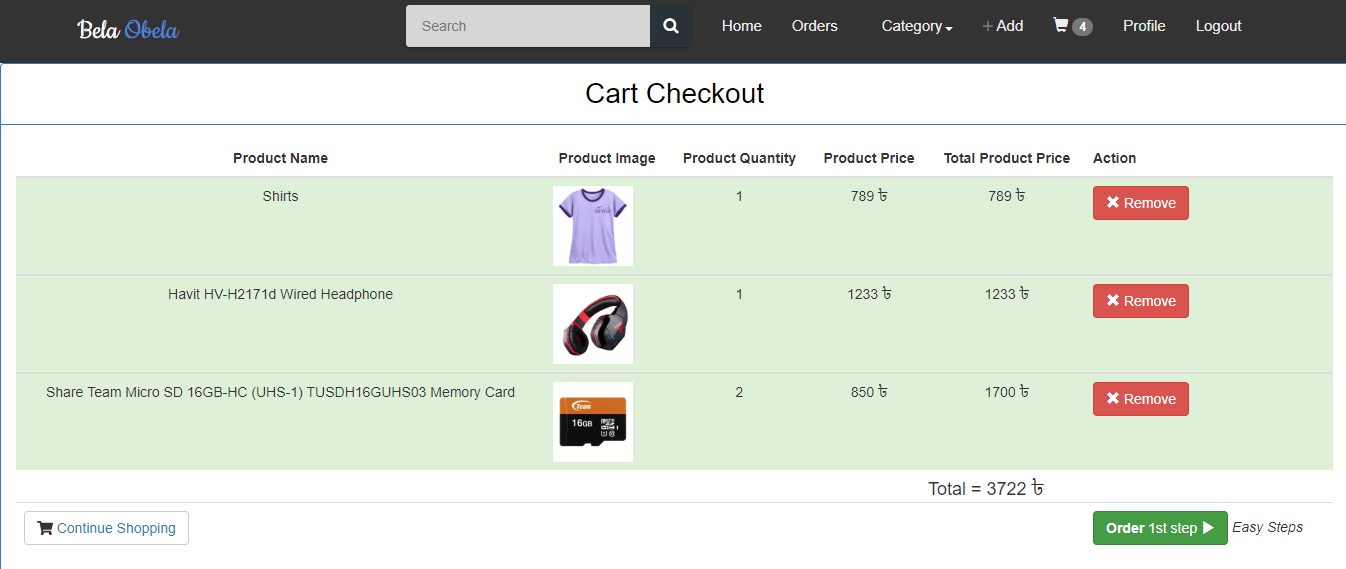 Bela Obela
Search
Home Orders Category + Add 4 Profile Logout
Cart Checkout
Product Name Product Image Product Quantity Product Price Total Product Price Action
Shirts 1 789 ৳ 789 ৳ Remove
Havit HV-H2171d Wired Headphone 1 1233 ৳ 1233 ৳ Remove
Share Team Micro SD 16GB-HC (UHS-1) TUSDH16GUHS03 Memory Card 2 850 ৳ 1700 ৳ Remove
Team
16GB
Total = 3722 ৳
Continue Shopping Order 1st step Easy Steps